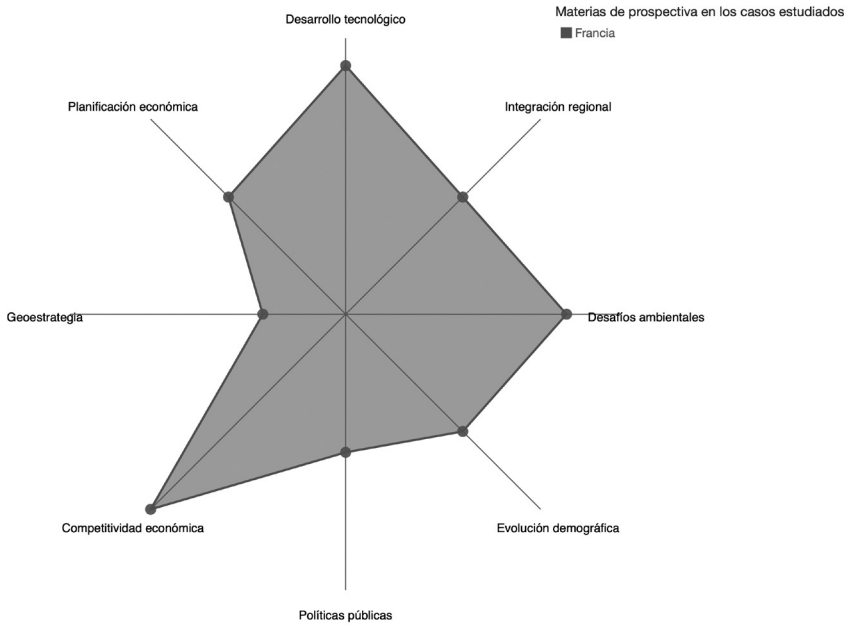 Materias de prospectiva en los casos estudiados
Francia
Desarrollo tecnológico
Planificación económica
Integración regional
Geoestrategia
Desafíos ambientales
Competitividad económica
Evolución demográfica
Políticas públicas